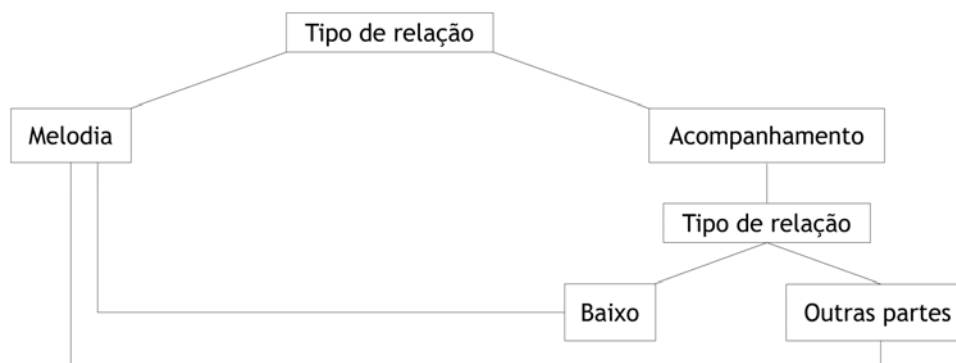 Tipo de relação
Melodia
Acompanhamento
Tipo de relação
Baixo
Outras partes